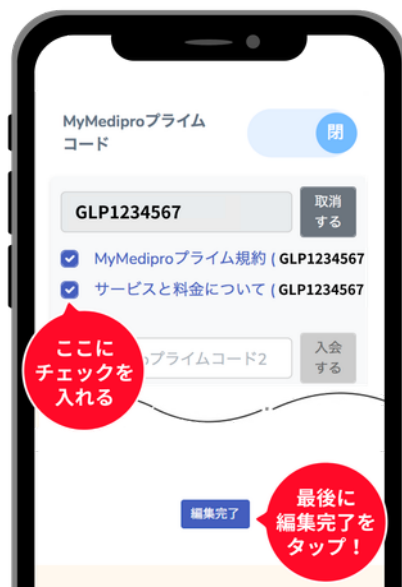 MyMediproプライム
コード
閉
GLP1234567
取消
する
MyMediproプライム規約 ( GLP1234567
サービスと料金について ( GLP1234567
ここに
チェックを
入れる
プライムコード2
入会
する
編集完了
最後に
編集完了を
タップ！